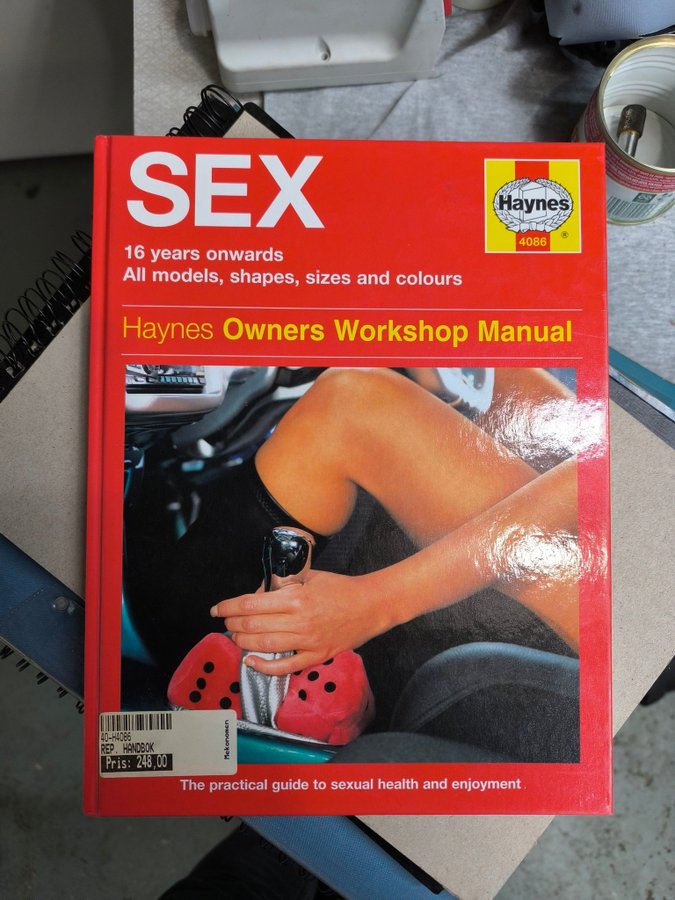 SEX
Haynes
®
4086
16 years onwards
All models, shapes, sizes and colours
Haynes Owners Workshop Manual
40-H4086
REP. HANDBOK
Pris: 248,00
Mekonomen
The practical guide to sexual health and enjoyment